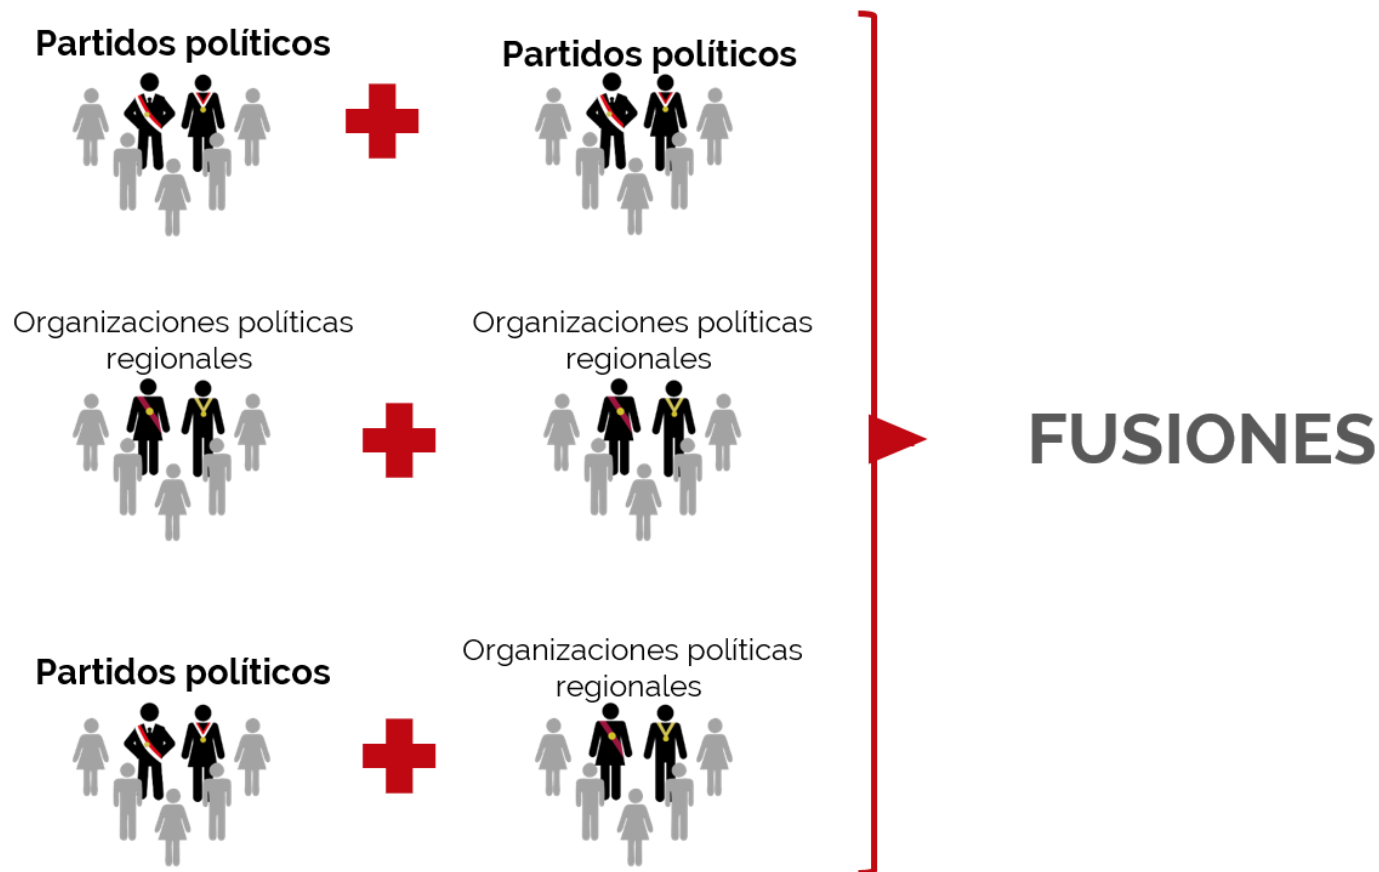 Partidos políticos
Partidos políticos
Organizaciones políticas
regionales
Organizaciones políticas
regionales
FUSIONES
Partidos políticos
Organizaciones políticas
regionales